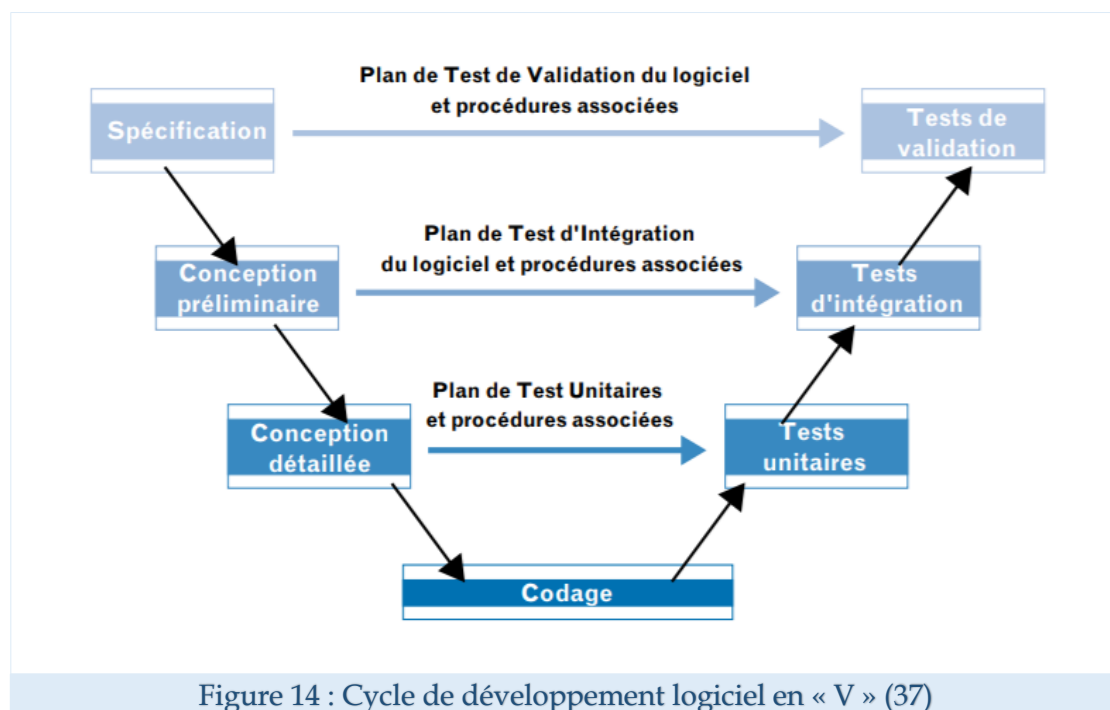 Plan de Test de Validation du logiciel
et procédures associées
Spécification
Tests de
validation
Plan de Test d'Intégration
du logiciel et procédures associées
Conception
préliminaire
Tests
d'intégration
Plan de Test Unitaires
et procédures associées
Conception
détaillée
Tests
unitaires
Codage
Figure 14 : Cycle de développement logiciel en « V » (37)